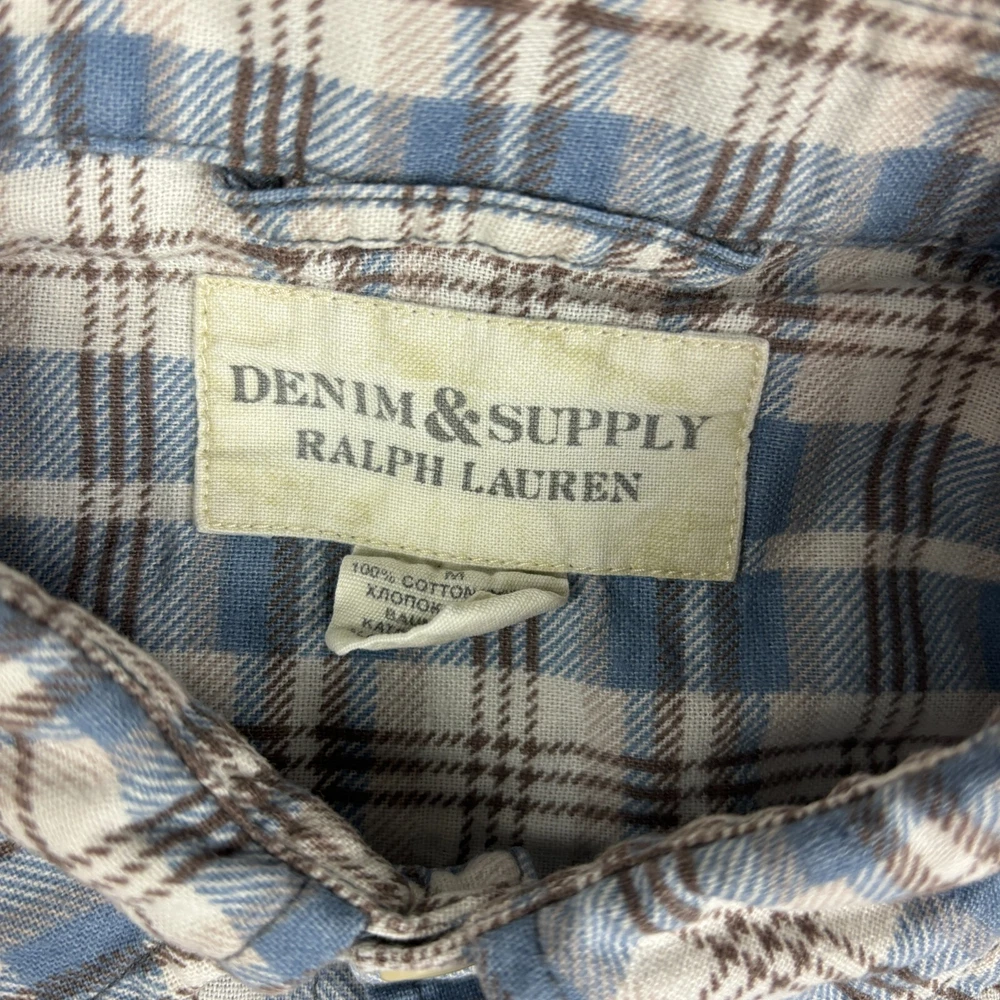 DENIM & SUPPLY
RALPH LAUREN
M
100% COTTON
ХЛОПОК